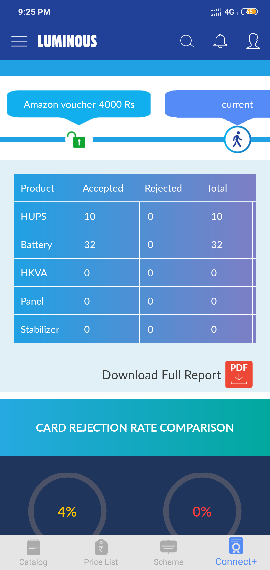 9:25 PM 4G 48
LUMINOUS
Amazon voucher 4000 Rs current
Product Accepted Rejected Total
HUPS 10 0 10
Battery 32 0 32
HKVA 0 0 0
Panel 0 0 0
Stabilizer 0 0 0
Download Full Report PDF
CARD REJECTION RATE COMPARISON
4% 0%
Catalog Price List Scheme Connect+